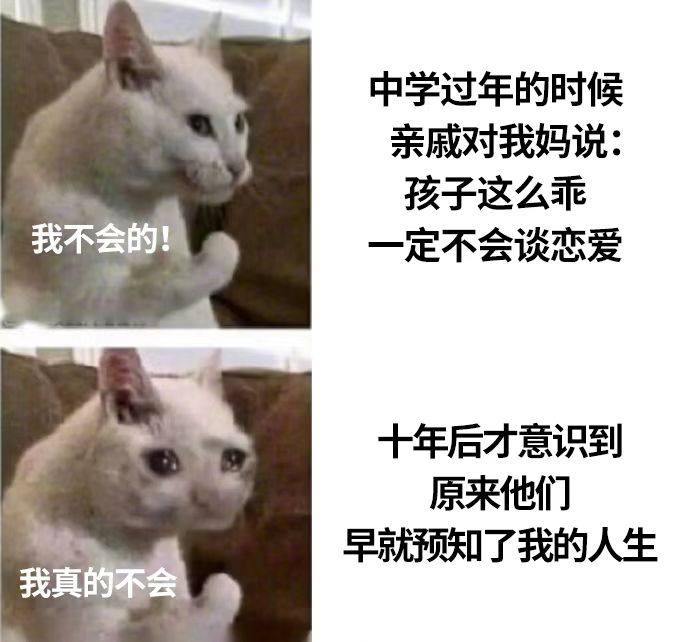 中学过年的时候
亲戚对我妈说：
孩子这么乖
一定不会谈恋爱
我不会的！
十年后才意识到
原来他们
早就预知了我的人生
我真的不会